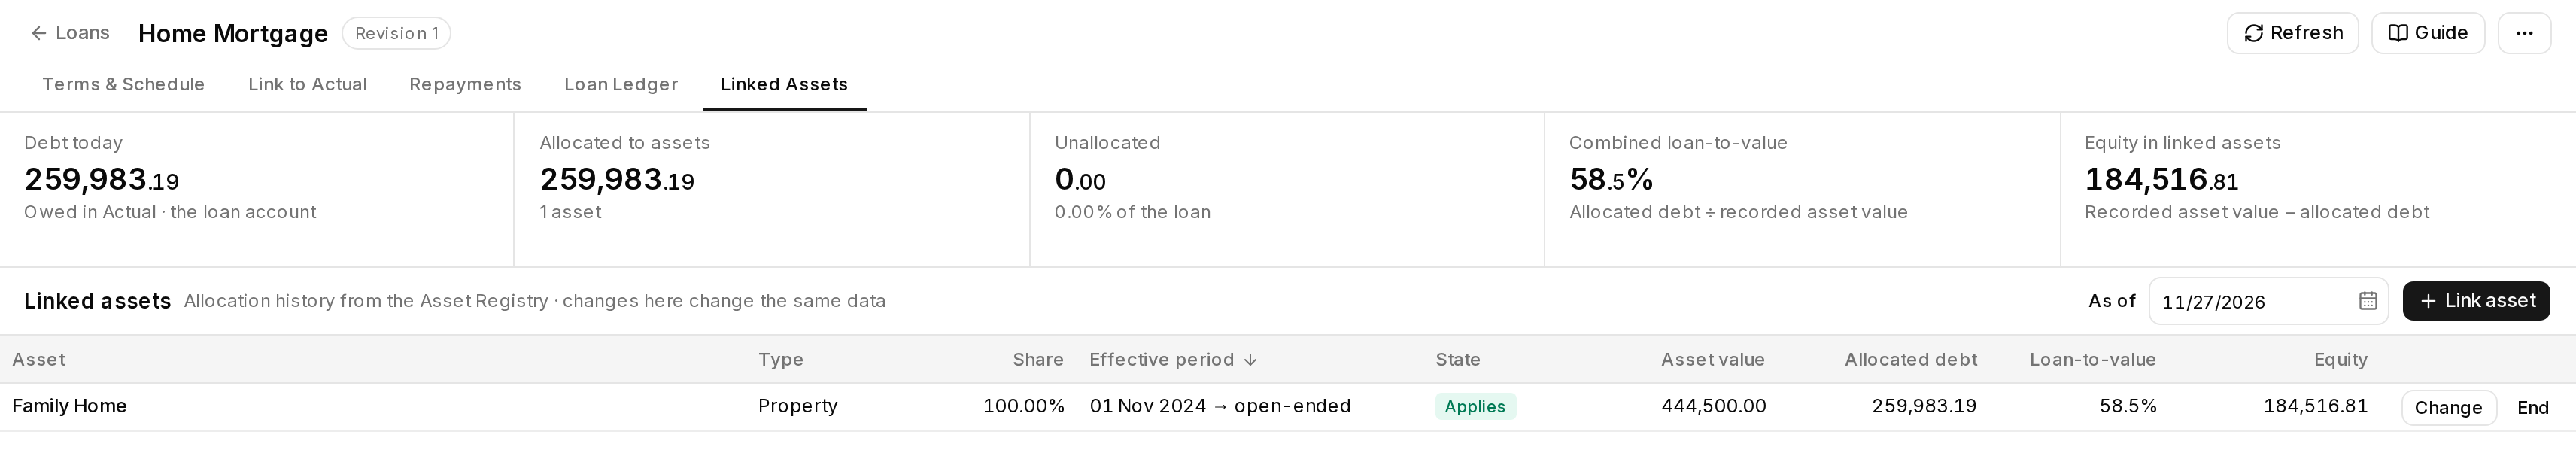 Loans Home Mortgage Revision 1 Refresh Guide ...
Terms & Schedule Link to Actual Repayments Loan Ledger Linked Assets
Debt today Allocated to assets Unallocated Combined loan-to-value Equity in linked assets
259,983.19 259,983.19 0.00 58.5% 184,516.81
Owed in Actual · the loan account 1 asset 0.00% of the loan Allocated debt ÷ recorded asset value Recorded asset value − allocated debt
Linked assets Allocation history from the Asset Registry · changes here change the same data As of 11/27/2026 + Link asset
Asset Type Share Effective period ↓ State Asset value Allocated debt Loan-to-value Equity
Family Home Property 100.00% 01 Nov 2024 → open-ended Applies 444,500.00 259,983.19 58.5% 184,516.81 Change End